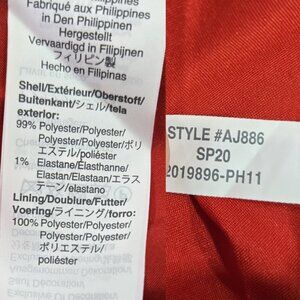 Fabriqué aux Philippines
in Den Philippinen
Hergestellt
Vervaardigd in Filipijnen
フィリピン製
Hecho en Filipinas
Shell/Extérieur/Oberstoff/
Buitenkant/シェル/tela
exterior:
99% Polyester/Polyester/
Polyester/Polyester/ポリ
エステル/poliéster
1% Elastane/Élasthanne/
Elastan/Elastaan/エラス
テーン/elastano
Lining/Doublure/Futter/
Voering/ライニング/forro:
100% Polyester/Polyester/
Polyester/Polyester/
ポリエステル/
poliéster
STYLE #AJ886
SP20
2019896-PH11